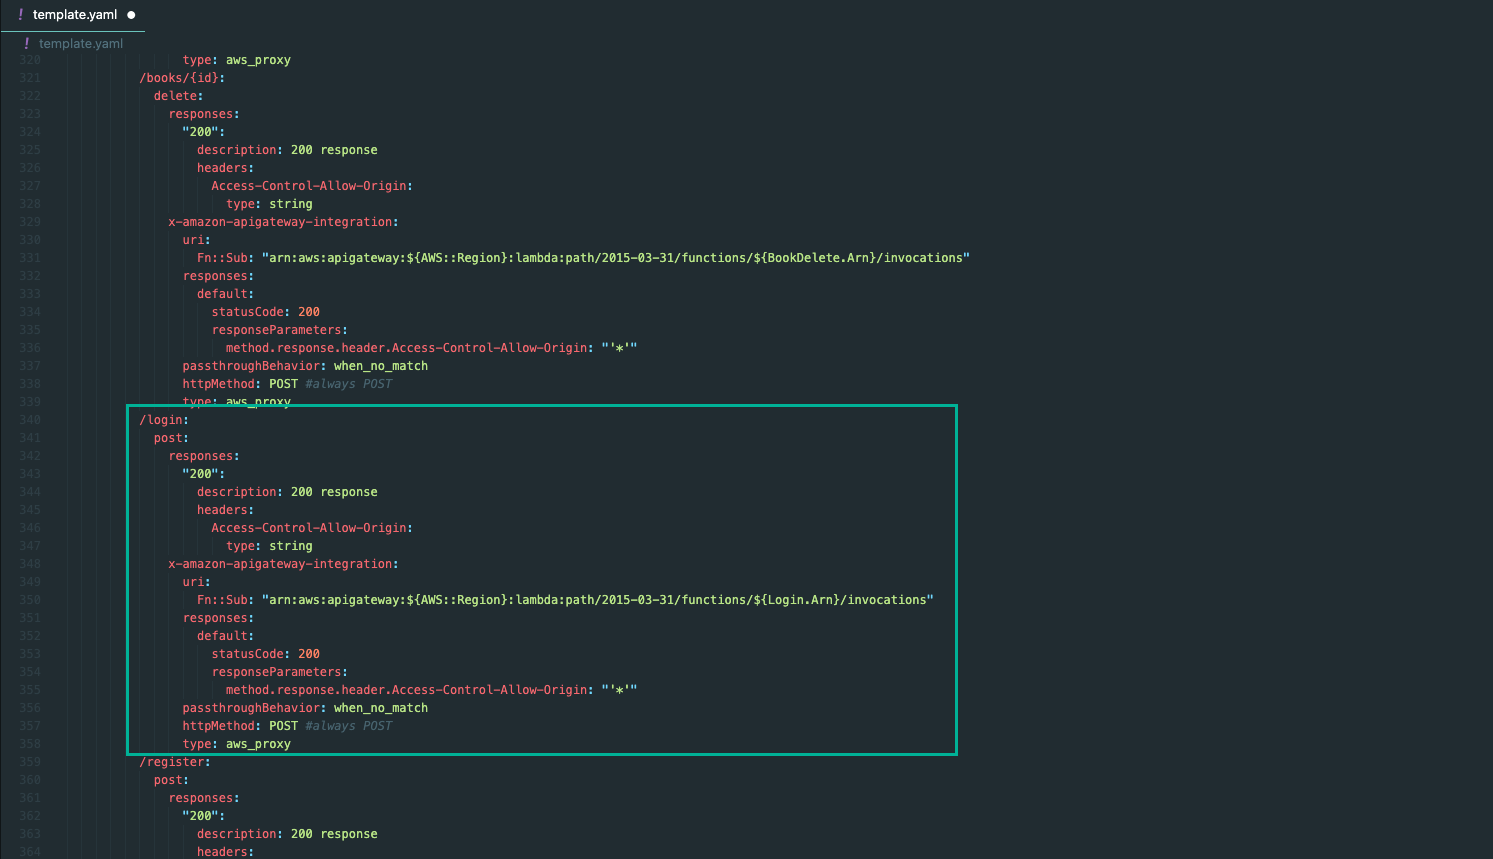 ! template.yaml ●
! template.yaml
320 type: aws_proxy
321 /books/{id}:
322 delete:
323 responses:
324 "200":
325 description: 200 response
326 headers:
327 Access-Control-Allow-Origin:
328 type: string
329 x-amazon-apigateway-integration:
330 uri:
331 Fn::Sub: "arn:aws:apigateway:${AWS::Region}:lambda:path/2015-03-31/functions/${BookDelete.Arn}/invocations"
332 responses:
333 default:
334 statusCode: 200
335 responseParameters:
336 method.response.header.Access-Control-Allow-Origin: "'*'"
337 passthroughBehavior: when_no_match
338 httpMethod: POST #always POST
339 type: aws_proxy
340 /login:
341 post:
342 responses:
343 "200":
344 description: 200 response
345 headers:
346 Access-Control-Allow-Origin:
347 type: string
348 x-amazon-apigateway-integration:
349 uri:
350 Fn::Sub: "arn:aws:apigateway:${AWS::Region}:lambda:path/2015-03-31/functions/${Login.Arn}/invocations"
351 responses:
352 default:
353 statusCode: 200
354 responseParameters:
355 method.response.header.Access-Control-Allow-Origin: "'*'"
356 passthroughBehavior: when_no_match
357 httpMethod: POST #always POST
358 type: aws_proxy
359 /register:
360 post:
361 responses:
362 "200":
363 description: 200 response
364 headers: